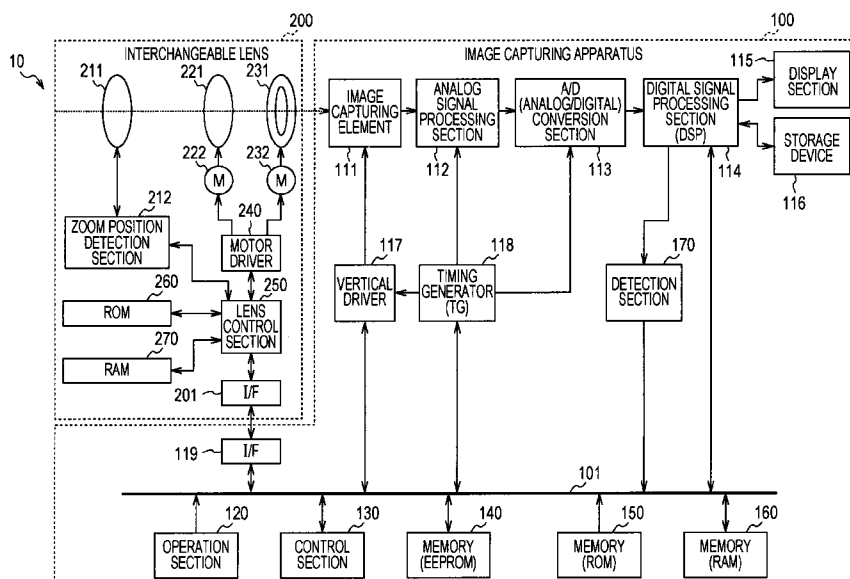 200
100
INTERCHANGEABLE LENS
IMAGE CAPTURING APPARATUS
10
211
221
231
115
DISPLAY
SECTION
IMAGE
CAPTURING
ELEMENT
ANALOG
SIGNAL
PROCESSING
SECTION
A/D
(ANALOG/DIGITAL)
CONVERSION
SECTION
DIGITAL SIGNAL
PROCESSING
SECTION
(DSP)
STORAGE
DEVICE
111
112
113
114
116
222
M
232
M
212
ZOOM POSITION
DETECTION
SECTION
240
MOTOR
DRIVER
117
VERTICAL
DRIVER
118
TIMING
GENERATOR
(TG)
170
DETECTION
SECTION
260
ROM
250
LENS
CONTROL
SECTION
270
RAM
201
I/F
119
I/F
101
120
OPERATION
SECTION
130
CONTROL
SECTION
140
MEMORY
(EEPROM)
150
MEMORY
(ROM)
160
MEMORY
(RAM)